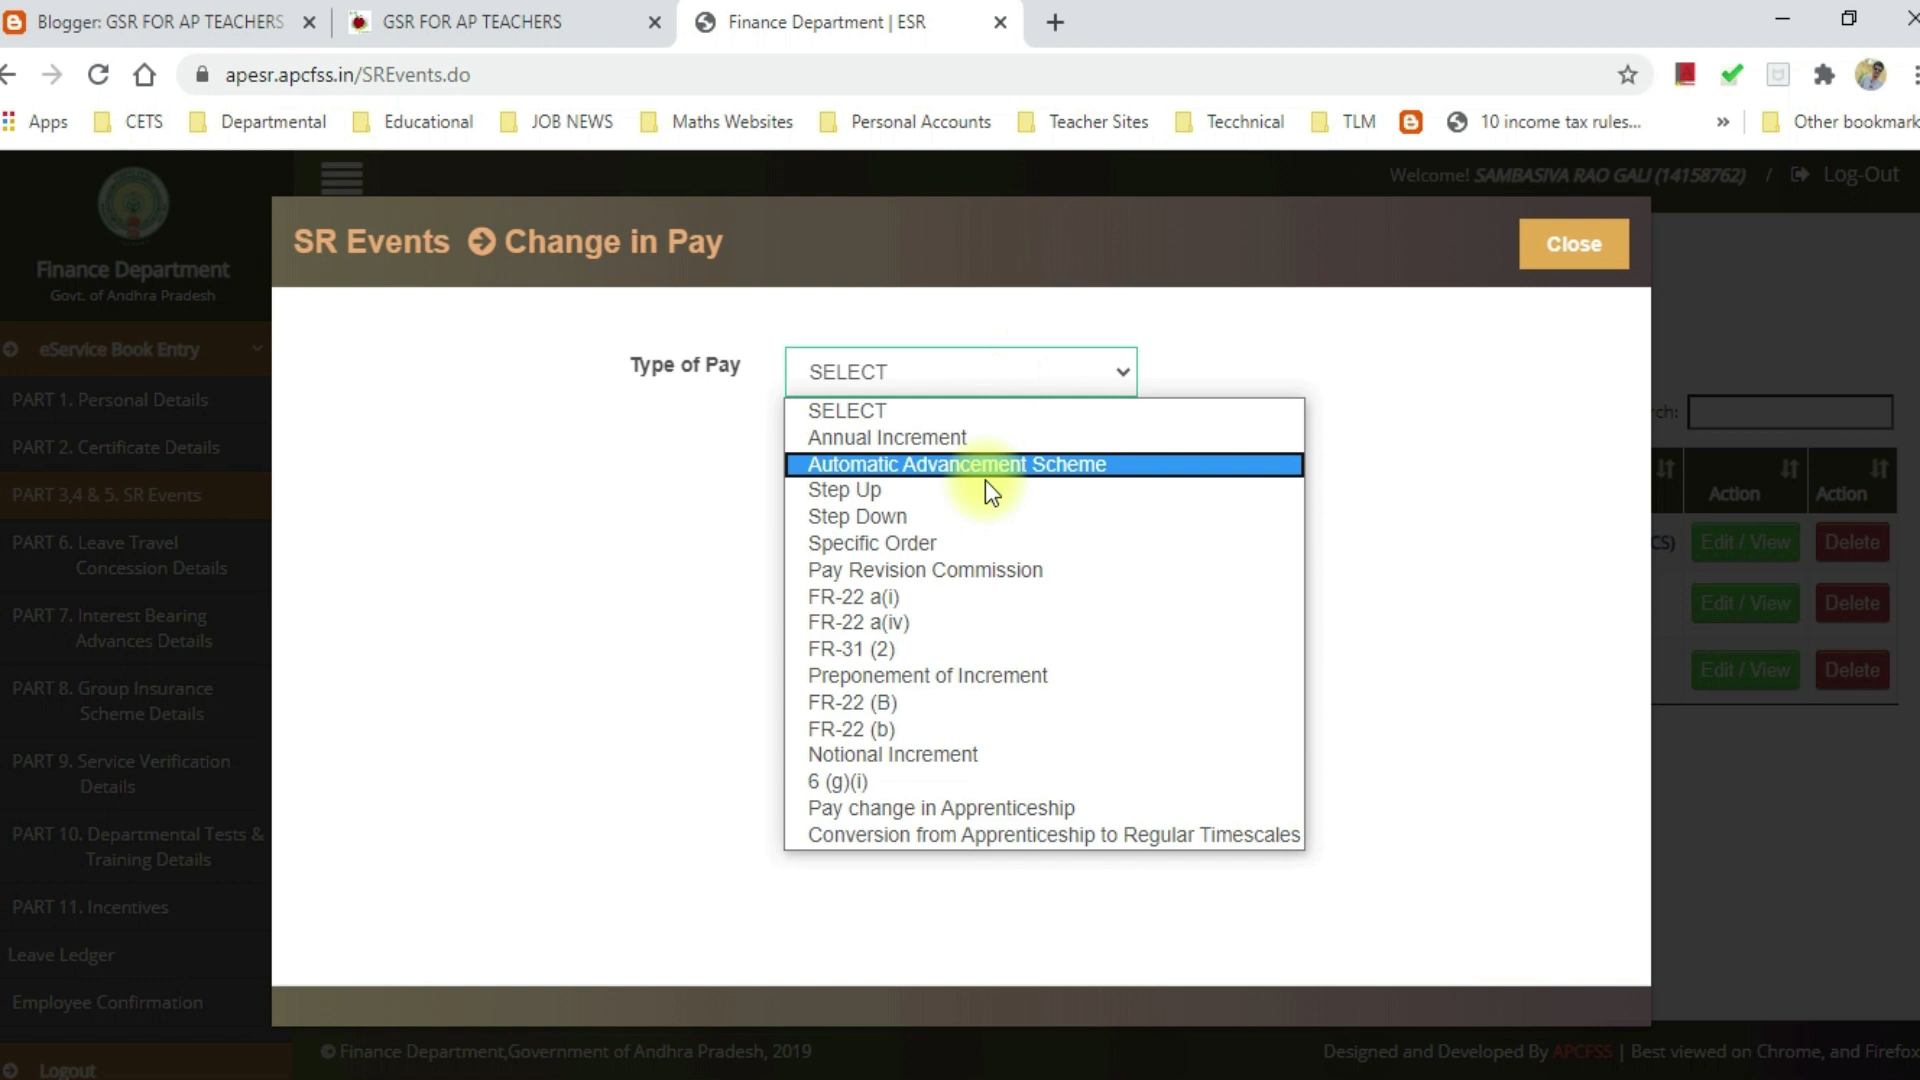 Blogger: GSR FOR AP TEACHERS
GSR FOR AP TEACHERS
Finance Department | ESR
apesr.apcfss.in/SREvents.do
Apps
CETS
Departmental
Educational
JOB NEWS
Maths Websites
Personal Accounts
Teacher Sites
Tecchnical
TLM
10 income tax rules...
»
Other bookmark
Welcome! SAMBASIVA RAO GALI (14158762) / Log-Out
Finance Department
Govt. of Andhra Pradesh
eService Book Entry
PART 1. Personal Details
PART 2. Certificate Details
PART 3,4 & 5. SR Events
PART 6. Leave Travel
Concession Details
PART 7. Interest Bearing
Advances Details
PART 8. Group Insurance
Scheme Details
PART 9. Service Verification
Details
PART 10. Departmental Tests &
Training Details
PART 11. Incentives
Leave Ledger
Employee Confirmation
Logout
SR Events Change in Pay
Close
Type of Pay
SELECT
SELECT
Annual Increment
Automatic Advancement Scheme
Step Up
Step Down
Specific Order
Pay Revision Commission
FR-22 a(i)
FR-22 a(iv)
FR-31 (2)
Preponement of Increment
FR-22 (B)
FR-22 (b)
Notional Increment
6 (g)(i)
Pay change in Apprenticeship
Conversion from Apprenticeship to Regular Timescales
rch:
Action
Action
CS)
Edit / View
Delete
Edit / View
Delete
Edit / View
Delete
© Finance Department,Government of Andhra Pradesh, 2019
Designed and Developed By APCFSS | Best viewed on Chrome, and Firefox